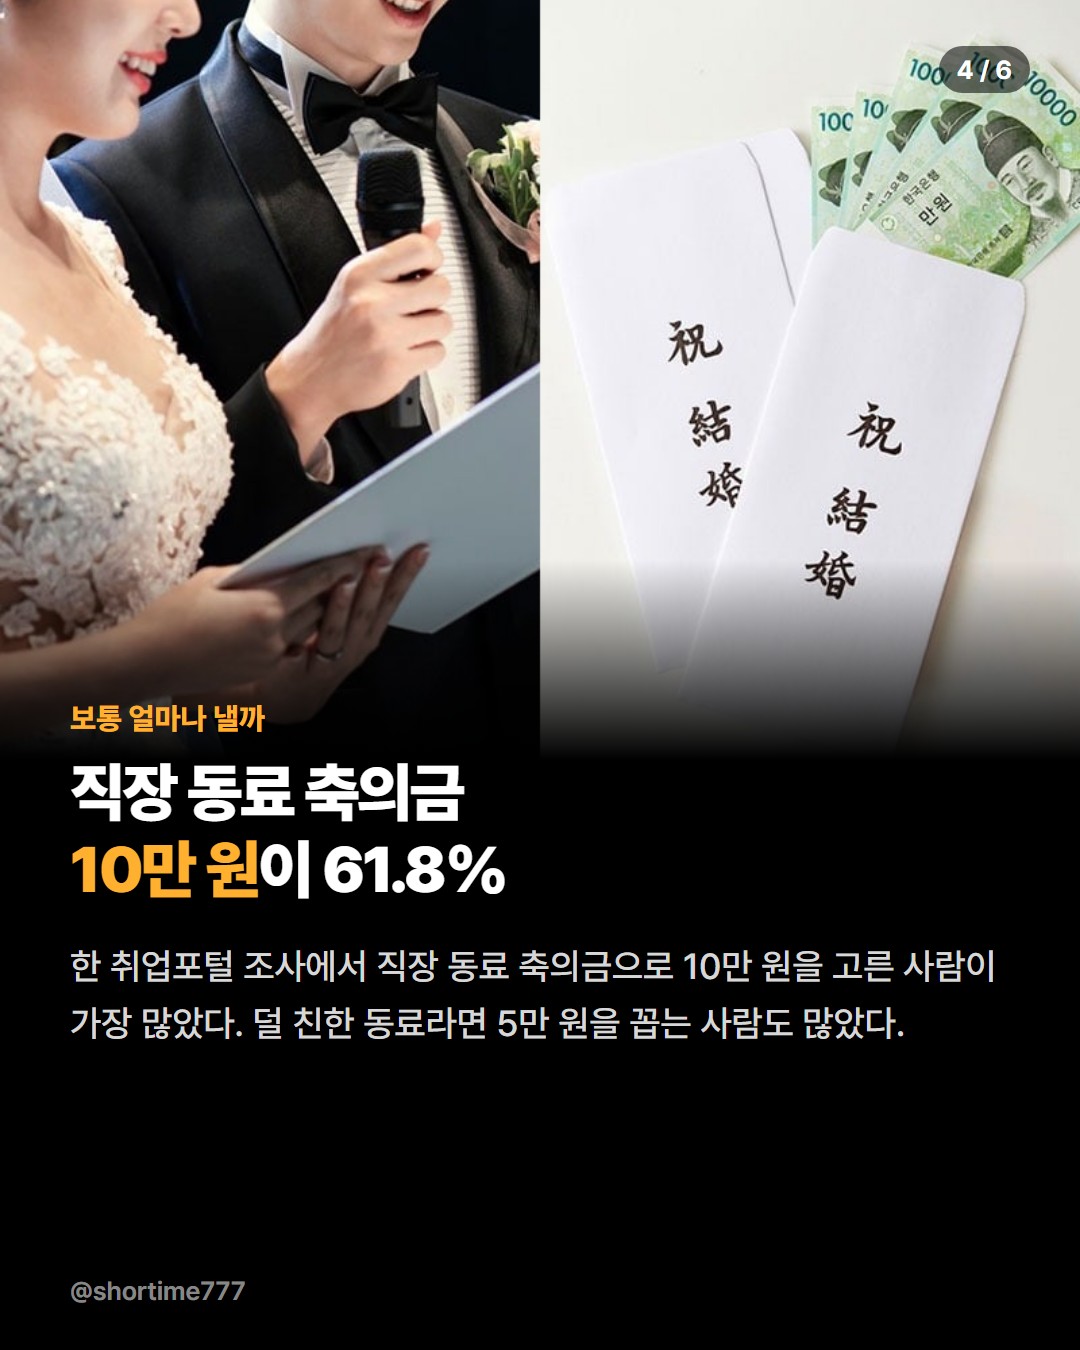 4 / 6
10000
만원
祝
結
婚
祝
結
婚
보통 얼마나 낼까
직장 동료 축의금
10만 원이 61.8%
한 취업포털 조사에서 직장 동료 축의금으로 10만 원을 고른 사람이
가장 많았다. 덜 친한 동료라면 5만 원을 꼽는 사람도 많았다.
@shortime777